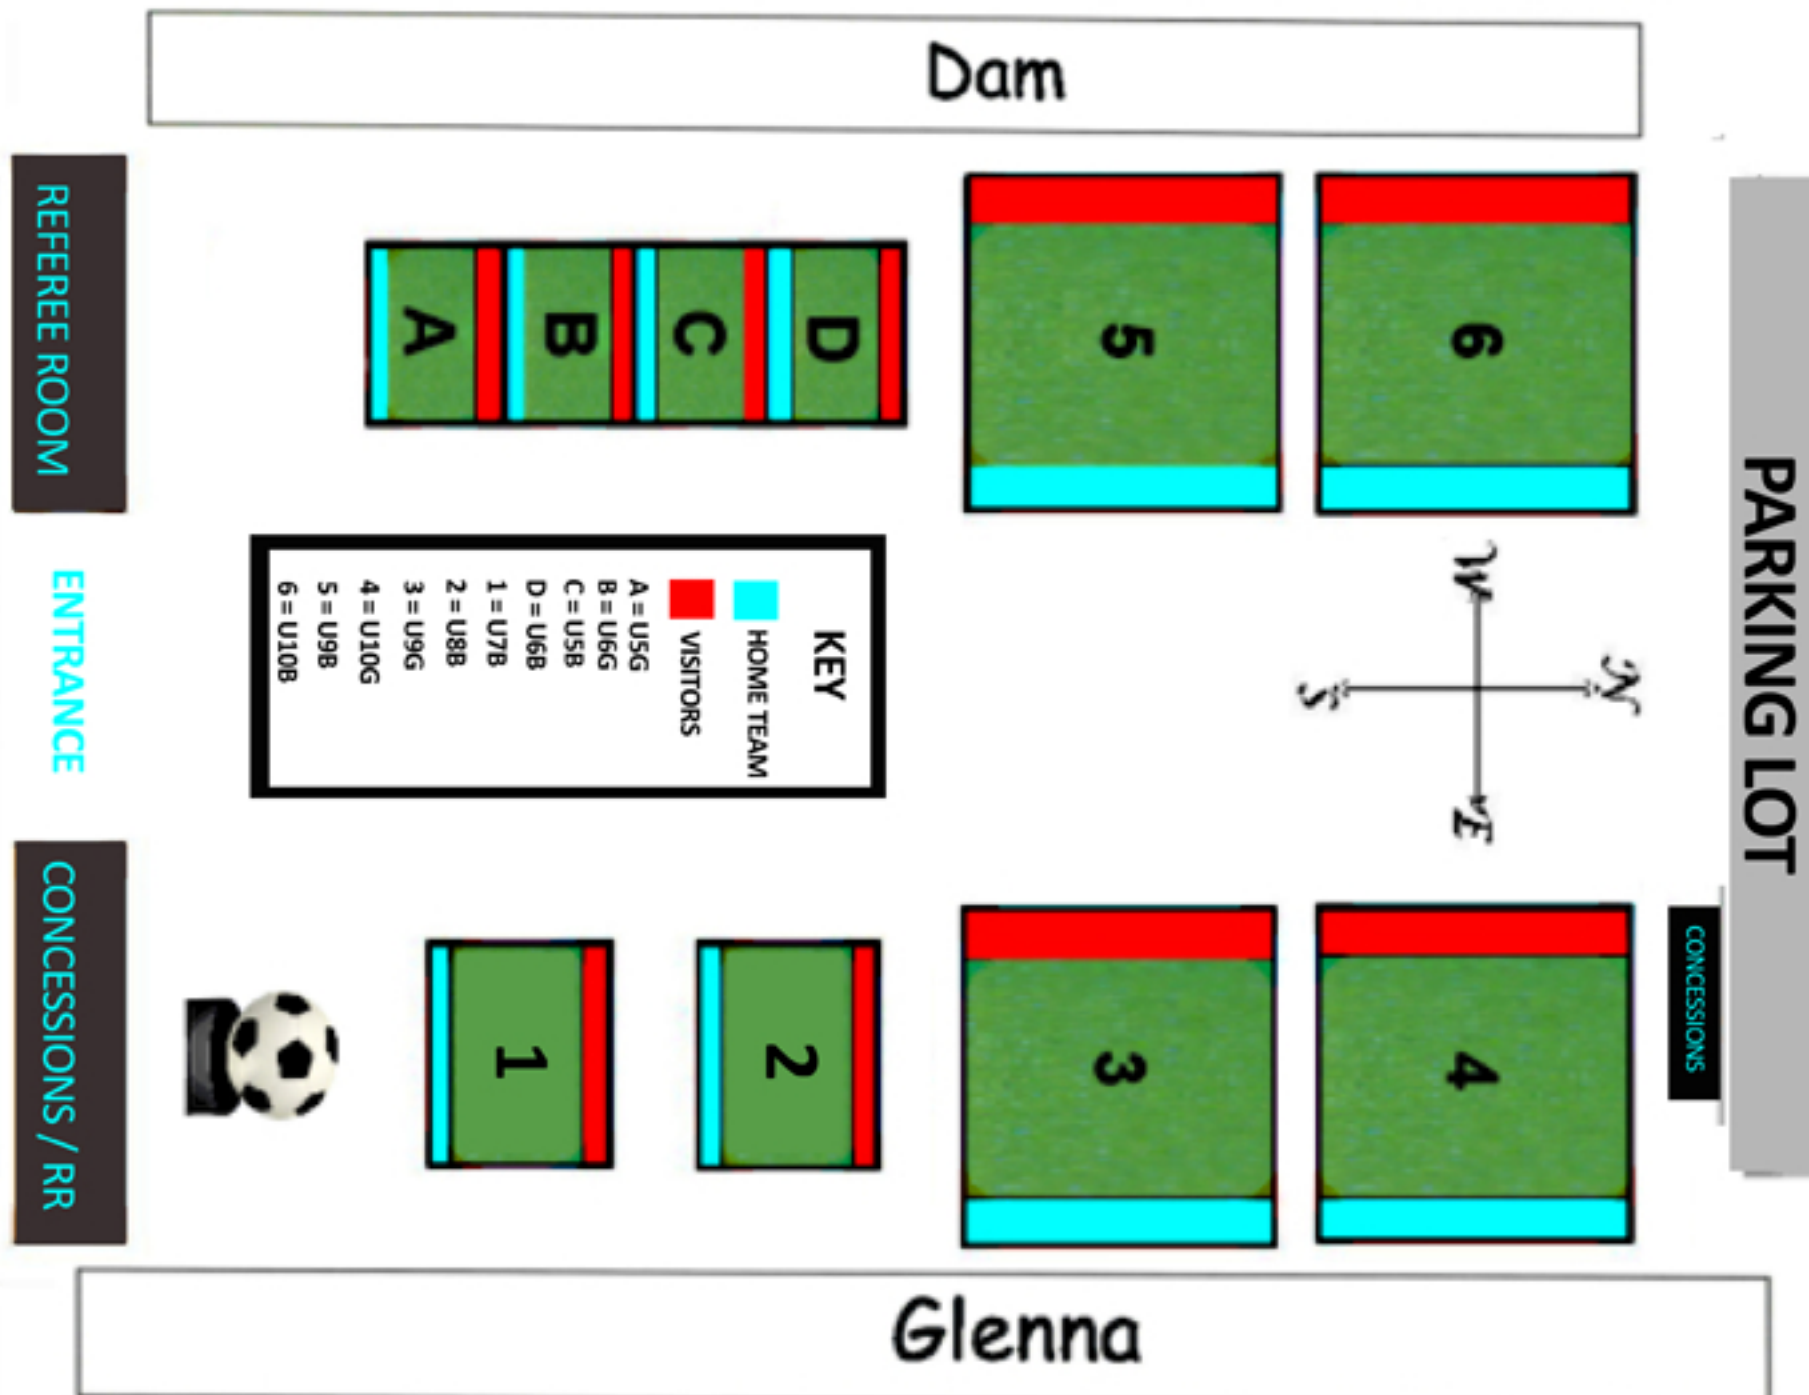 Dam
REFEREE ROOM
A
B
C
D
5
6
PARKING LOT
ENTRANCE
KEY
HOME TEAM
VISITORS
A = U5G
B = U6G
C = U5B
D = U6B
1 = U7B
2 = U8B
3 = U9G
4 = U10G
5 = U9B
6 = U10B
W
N
S
E
CONCESSIONS / RR
1
2
3
4
CONCESSIONS
Glenna